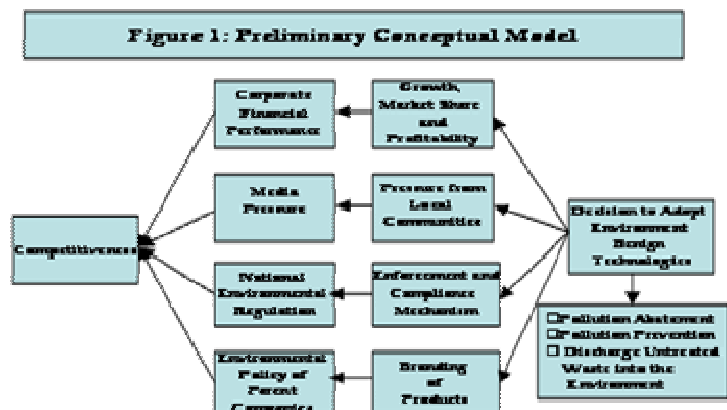 Figure 1: Preliminary Conceptual Model
Corporate
Financial
Performance
Growth,
Market Share
and
Profitability
Media
Pressure
Pressure from
Local
Communities
Competitiveness
National
Environmental
Regulation
Enforcement and
Compliance
Mechanism
Environmental
Policy of
Parent
Companies
Branding
of
Products
Decision to Adopt
Environment
Benign
Technologies
Pollution Abatement
Pollution Prevention
Discharge Untreated
Waste into the
Environment